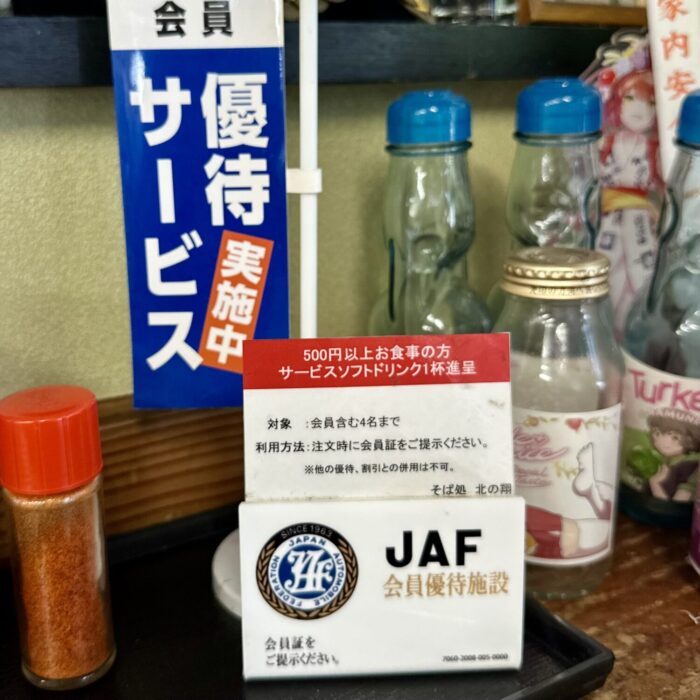 会員
優待
サービス
実施中
家内安
500円以上お食事の方
サービスソフトドリンク1杯進呈
対象　:会員含む4名まで
利用方法:注文時に会員証をご提示ください。
※他の優待、割引との併用は不可。
そば処　北の翔
SINCE 1963
JAPAN AUTOMOBILE FEDERATION
JAF
JAF
会員優待施設
会員証を
ご提示ください。
7060-2008-005-0000
Turke
RAMUN